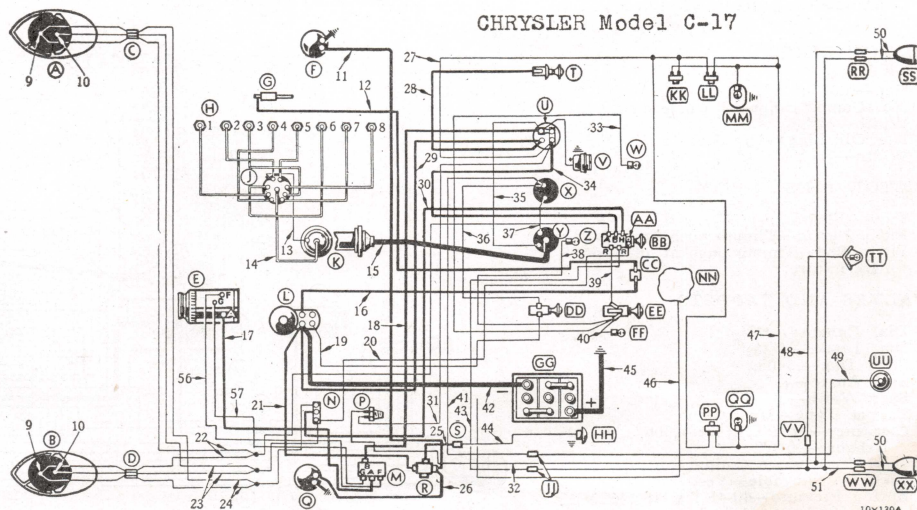 CHRYSLER Model C-17
9 A 10 C
F 11
G 12
H 1 2 3 4 5 6 7 8
J
13 14 K 15
27 T
28 U
33 W
29 V
34
30 35 X
36 37 Y Z
38 39
AA
A B H
R T R
BB
CC
DD EE
40 FF
KK LL MM
NN
RR 50 SS
TT
E F
17
L 16
18
19 20
56 57
21 N P
31 25 41 43
42 − GG + 45
44 HH
S
46 47 48 49
UU
PP QQ
VV
9 B 10 D
22 23 24
Q
B
G A F
M
R 26
32 JJ
51 WW 50 XX
10X139A